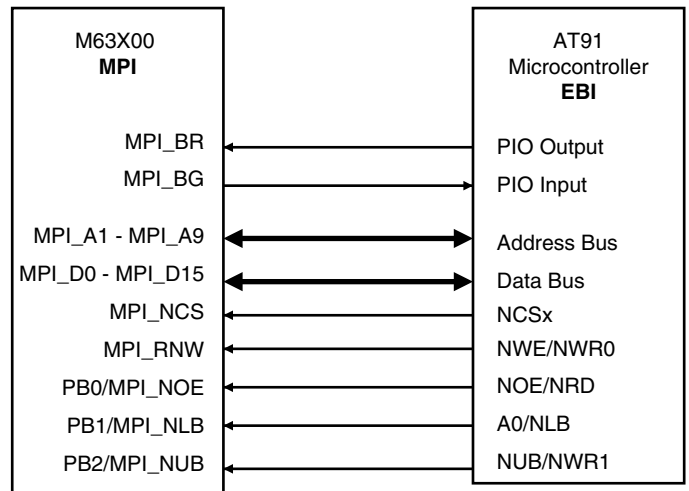 M63X00
MPI
MPI_BR
MPI_BG
MPI_A1 - MPI_A9
MPI_D0 - MPI_D15
MPI_NCS
MPI_RNW
PB0/MPI_NOE
PB1/MPI_NLB
PB2/MPI_NUB
AT91
Microcontroller
EBI
PIO Output
PIO Input
Address Bus
Data Bus
NCSx
NWE/NWR0
NOE/NRD
A0/NLB
NUB/NWR1